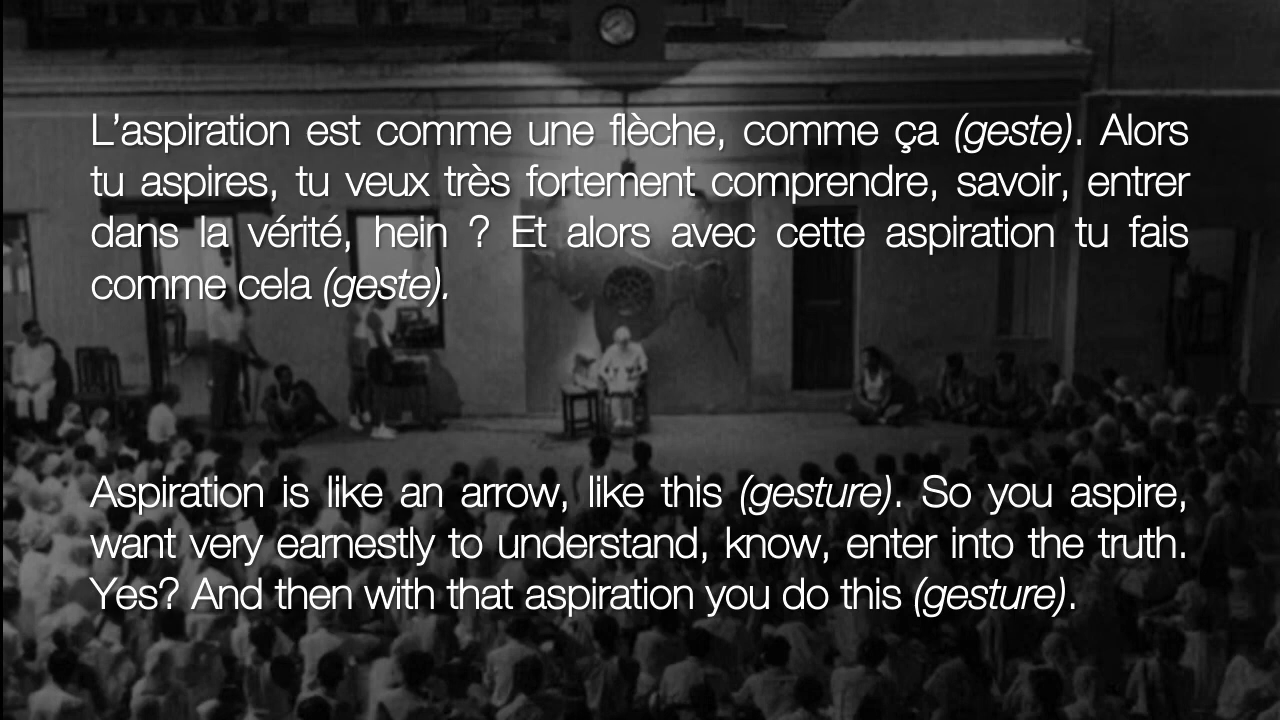 L’aspiration est comme une flèche, comme ça (geste). Alors
tu aspires, tu veux très fortement comprendre, savoir, entrer
dans la vérité, hein ? Et alors avec cette aspiration tu fais
comme cela (geste).
Aspiration is like an arrow, like this (gesture). So you aspire,
want very earnestly to understand, know, enter into the truth.
Yes? And then with that aspiration you do this (gesture).